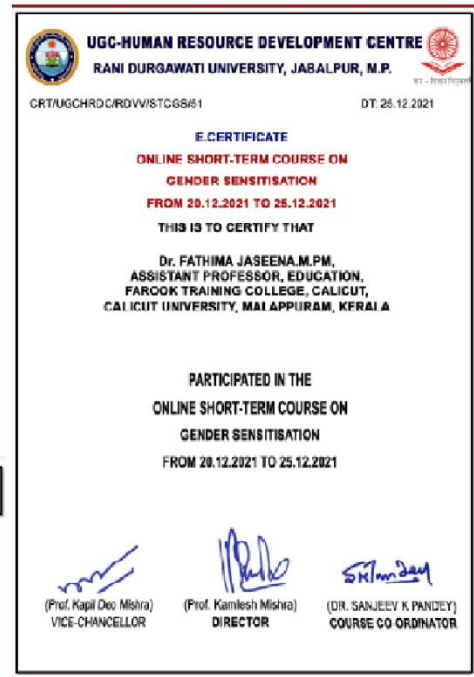 UGC-HUMAN RESOURCE DEVELOPMENT CENTRE
RANI DURGAWATI UNIVERSITY, JABALPUR, M.P.
CRT/UGCHRDC/RDVV/STCGS/51
DT: 25.12.2021
E.CERTIFICATE
ONLINE SHORT-TERM COURSE ON
GENDER SENSITISATION
FROM 20.12.2021 TO 25.12.2021
THIS IS TO CERTIFY THAT
Dr. FATHIMA JASEENA.M.PM,
ASSISTANT PROFESSOR, EDUCATION,
FAROOK TRAINING COLLEGE, CALICUT,
CALICUT UNIVERSITY, MALAPPURAM, KERALA
PARTICIPATED IN THE
ONLINE SHORT-TERM COURSE ON
GENDER SENSITISATION
FROM 20.12.2021 TO 25.12.2021
(Prof. Kapil Deo Mishra)
VICE-CHANCELLOR
(Prof. Kamlesh Mishra)
DIRECTOR
(DR. SANJEEV K PANDEY)
COURSE CO-ORDINATOR